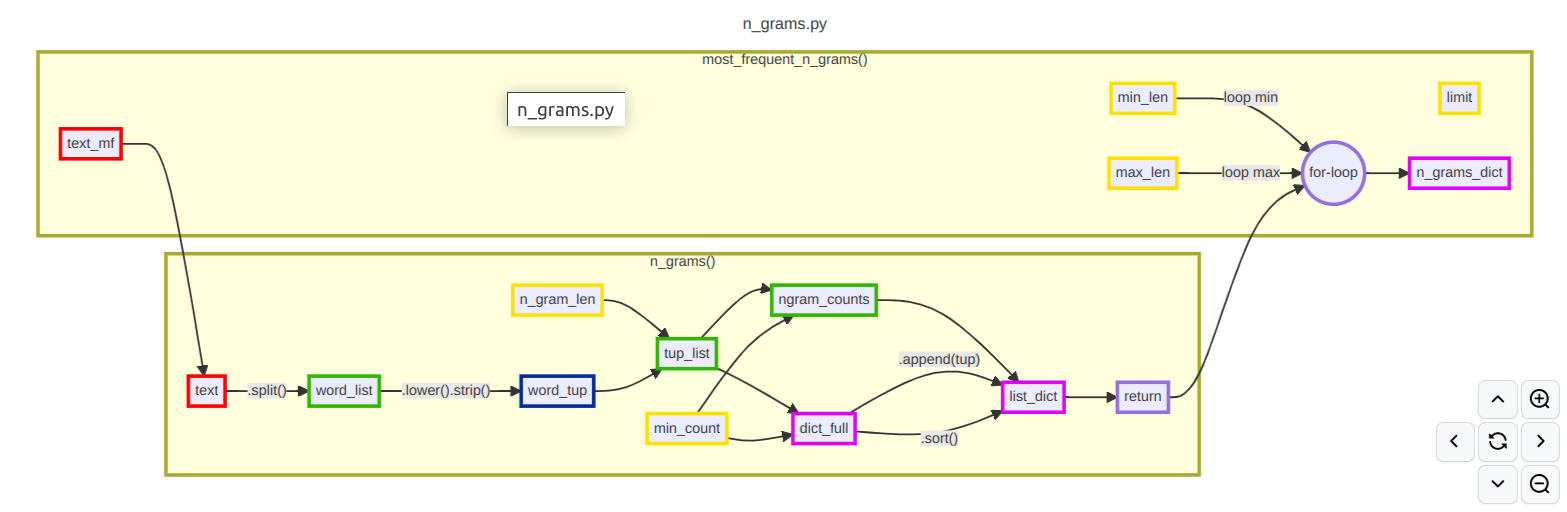 n_grams.py
most_frequent_n_grams()
n_grams.py
min_len
loop min
limit
text_mf
max_len
loop max
for-loop
n_grams_dict
n_grams()
n_gram_len
ngram_counts
tup_list
.append(tup)
text
.split()
word_list
.lower().strip()
word_tup
list_dict
return
min_count
dict_full
.sort()